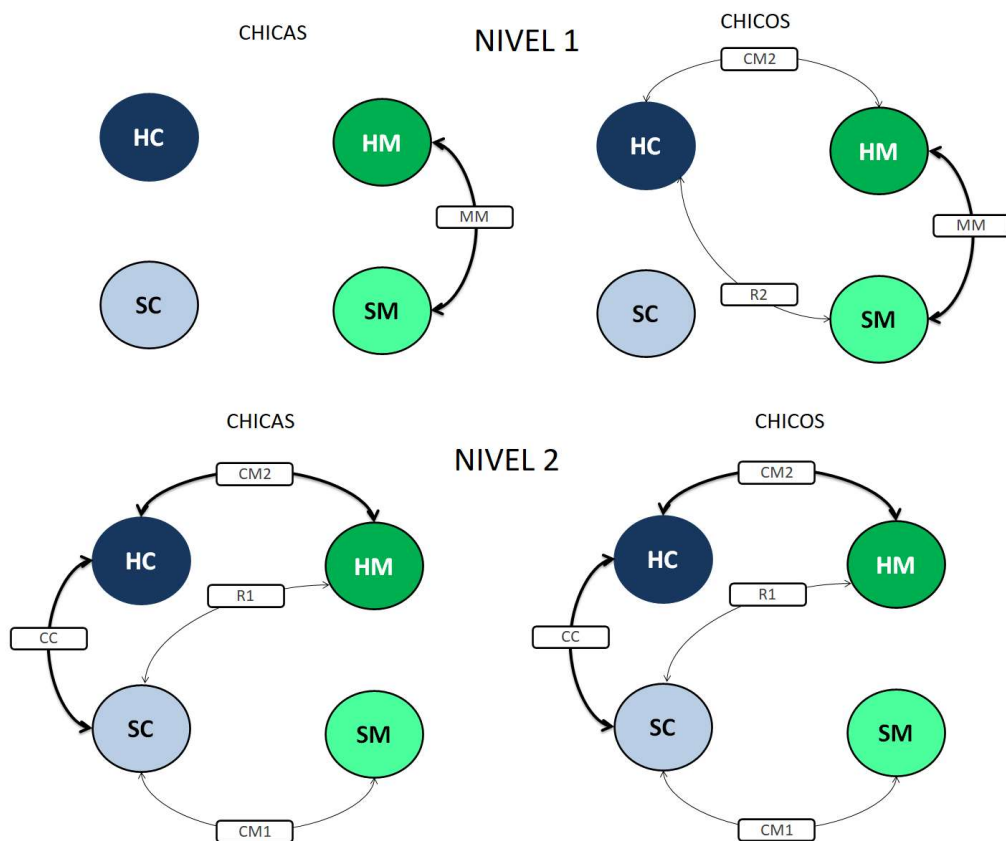 CHICAS
NIVEL 1
CHICOS
HC
HM
MM
SC
SM
CM2
HC
HM
MM
R2
SC
SM
CHICAS
NIVEL 2
CHICOS
CM2
HC
HM
R1
CC
SC
SM
CM1
CM2
HC
HM
R1
CC
SC
SM
CM1